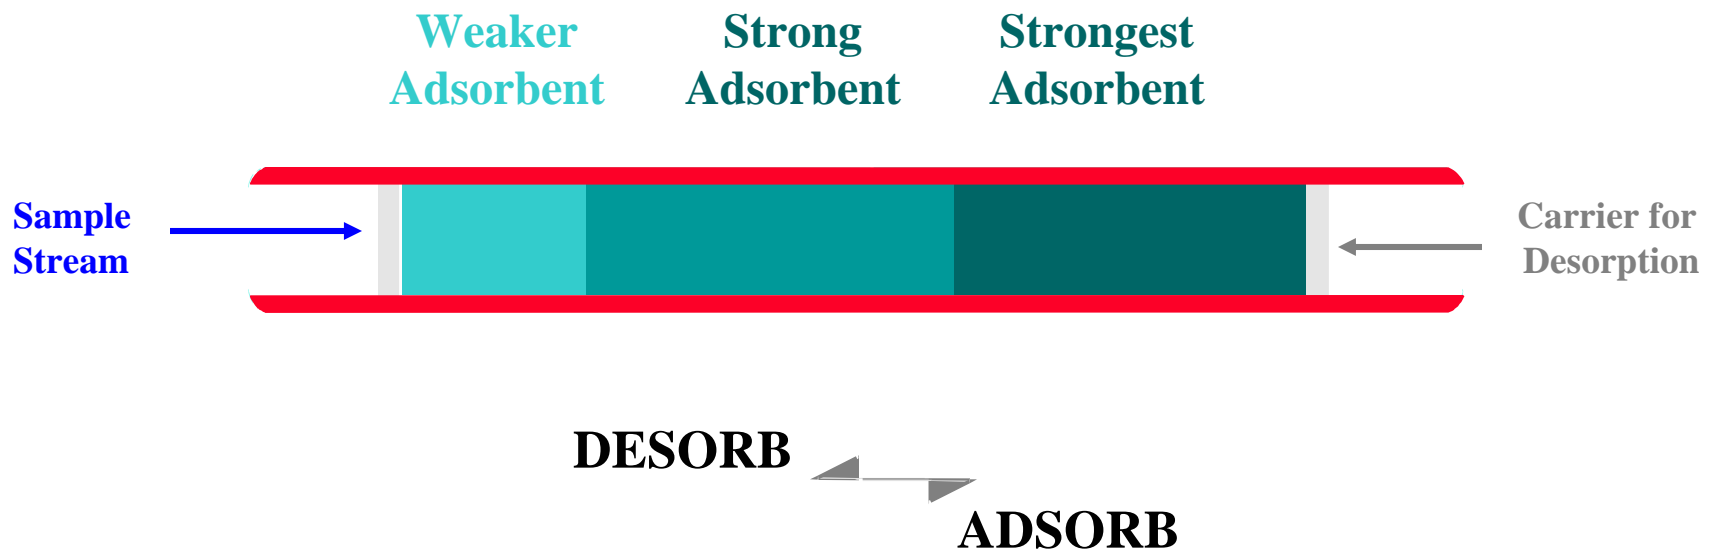 Weaker
Adsorbent
Strong
Adsorbent
Strongest
Adsorbent
Sample
Stream
Carrier for
Desorption
DESORB
ADSORB